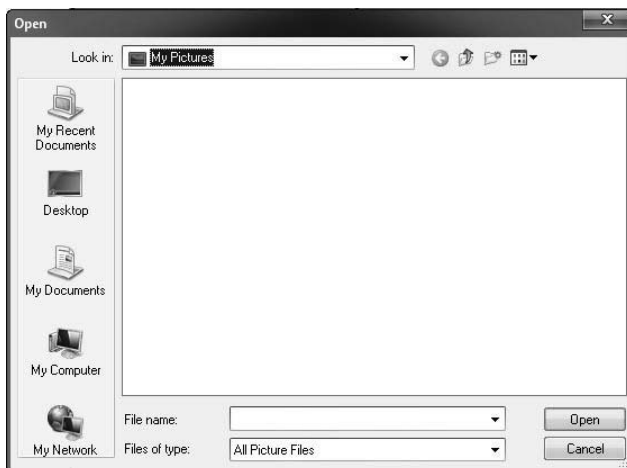 Open
Look in:
My Pictures
My Recent
Documents
Desktop
My Documents
My Computer
My Network
File name:
Open
Files of type:
All Picture Files
Cancel